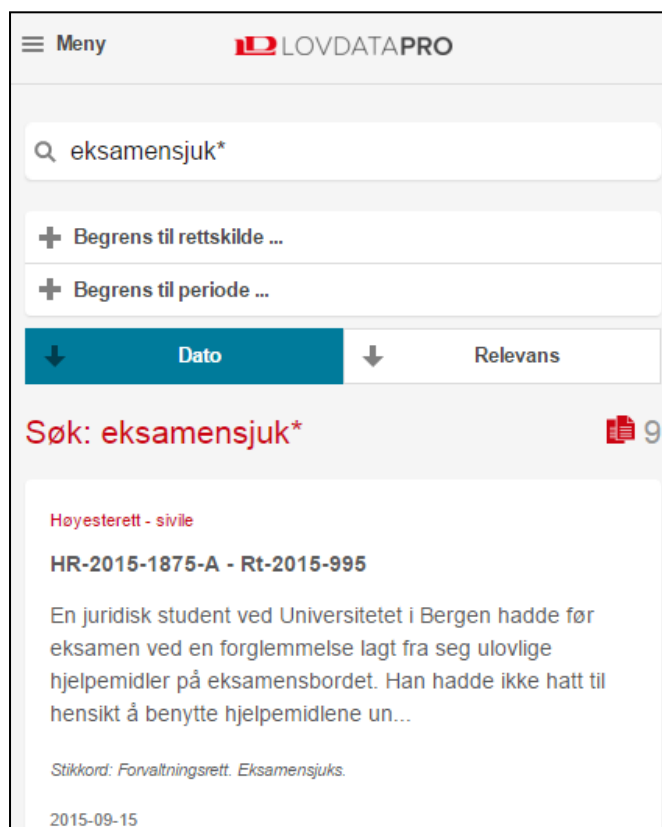 Meny
LOVDATAPRO
eksamensjuk*
Begrens til rettskilde ...
Begrens til periode ...
Dato
Relevans
Søk: eksamensjuk*
9
Høyesterett - sivile
HR-2015-1875-A - Rt-2015-995
En juridisk student ved Universitetet i Bergen hadde før
eksamen ved en forglemmelse lagt fra seg ulovlige
hjelpemidler på eksamensbordet. Han hadde ikke hatt til
hensikt å benytte hjelpemidlene un...
Stikkord: Forvaltningsrett. Eksamensjuks.
2015-09-15